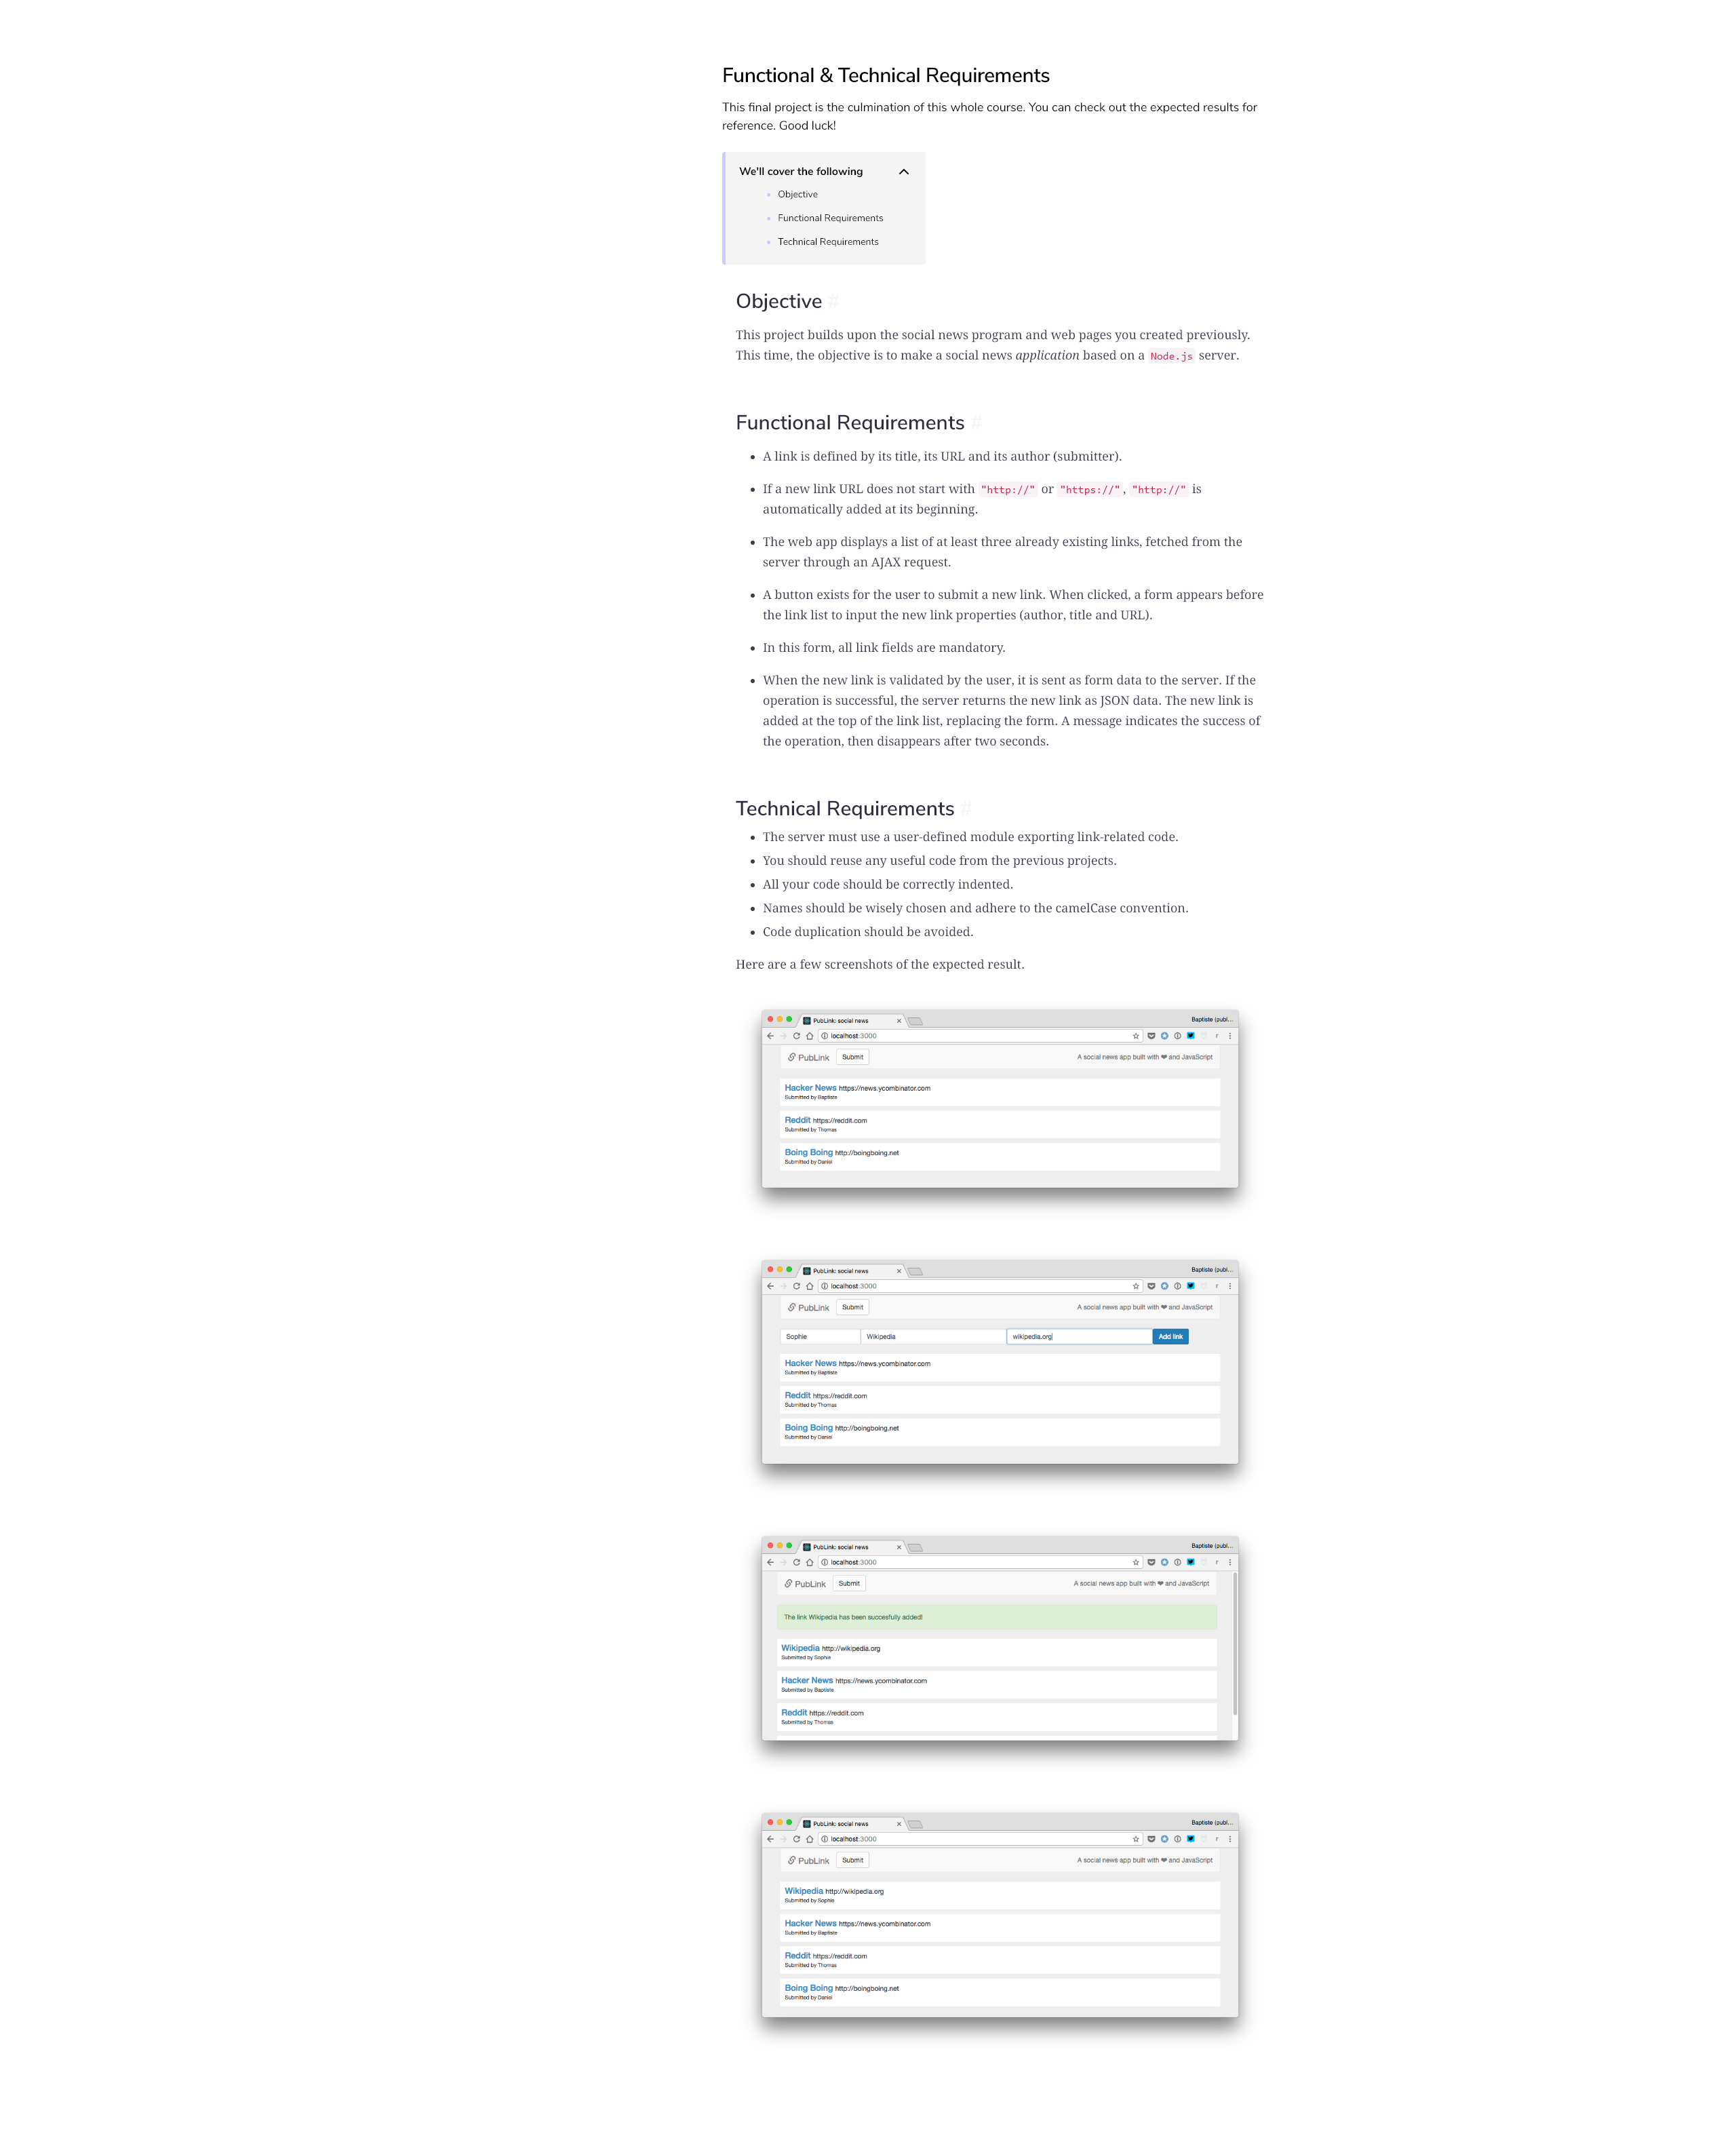 Functional & Technical Requirements
This final project is the culmination of this whole course. You can check out the expected results for
reference. Good luck!
We'll cover the following
Objective
Functional Requirements
Technical Requirements
Objective #
This project builds upon the social news program and web pages you created previously.
This time, the objective is to make a social news application based on a Node.js server.
Functional Requirements #
• A link is defined by its title, its URL and its author (submitter).
• If a new link URL does not start with "http://" or "https://", "http://" is
automatically added at its beginning.
• The web app displays a list of at least three already existing links, fetched from the
server through an AJAX request.
• A button exists for the user to submit a new link. When clicked, a form appears before
the link list to input the new link properties (author, title and URL).
• In this form, all link fields are mandatory.
• When the new link is validated by the user, it is sent as form data to the server. If the
operation is successful, the server returns the new link as JSON data. The new link is
added at the top of the link list, replacing the form. A message indicates the success of
the operation, then disappears after two seconds.
Technical Requirements #
• The server must use a user-defined module exporting link-related code.
• You should reuse any useful code from the previous projects.
• All your code should be correctly indented.
• Names should be wisely chosen and adhere to the camelCase convention.
• Code duplication should be avoided.
Here are a few screenshots of the expected result.
PubLink: social news Baptiste (publ...
localhost:3000
PubLink Submit A social news app built with ❤ and JavaScript
Hacker News https://news.ycombinator.com
Submitted by Baptiste
Reddit https://reddit.com
Submitted by Thomas
Boing Boing http://boingboing.net
Submitted by Daniel
PubLink: social news Baptiste (publ...
localhost:3000
PubLink Submit A social news app built with ❤ and JavaScript
Sophie Wikipedia wikipedia.org Add link
Hacker News https://news.ycombinator.com
Submitted by Baptiste
Reddit https://reddit.com
Submitted by Thomas
Boing Boing http://boingboing.net
Submitted by Daniel
PubLink: social news Baptiste (publ...
localhost:3000
PubLink Submit A social news app built with ❤ and JavaScript
The link Wikipedia has been succesfully added!
Wikipedia http://wikipedia.org
Submitted by Sophie
Hacker News https://news.ycombinator.com
Submitted by Baptiste
Reddit https://reddit.com
Submitted by Thomas
PubLink: social news Baptiste (publ...
localhost:3000
PubLink Submit A social news app built with ❤ and JavaScript
Wikipedia http://wikipedia.org
Submitted by Sophie
Hacker News https://news.ycombinator.com
Submitted by Baptiste
Reddit https://reddit.com
Submitted by Thomas
Boing Boing http://boingboing.net
Submitted by Daniel